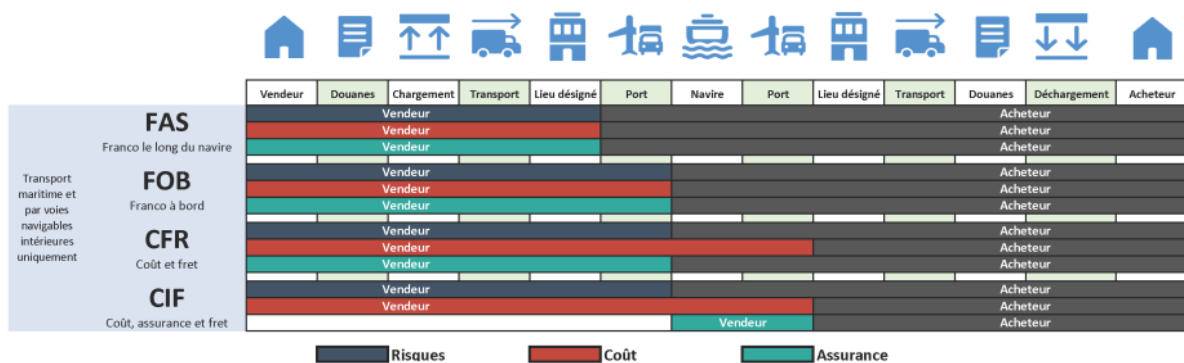 Vendeur Douanes Chargement Transport Lieu désigné Port Navire Port Lieu désigné Transport Douanes Déchargement Acheteur
Transport
maritime et
par voies
navigables
intérieures
uniquement
FAS
Franco le long du navire
Vendeur Acheteur
Vendeur Acheteur
Vendeur Acheteur
FOB
Franco à bord
Vendeur Acheteur
Vendeur Acheteur
Vendeur Acheteur
CFR
Coût et fret
Vendeur Acheteur
Vendeur Acheteur
Vendeur Acheteur
CIF
Coût, assurance et fret
Vendeur Acheteur
Vendeur Acheteur
Vendeur Acheteur
Risques Coût Assurance